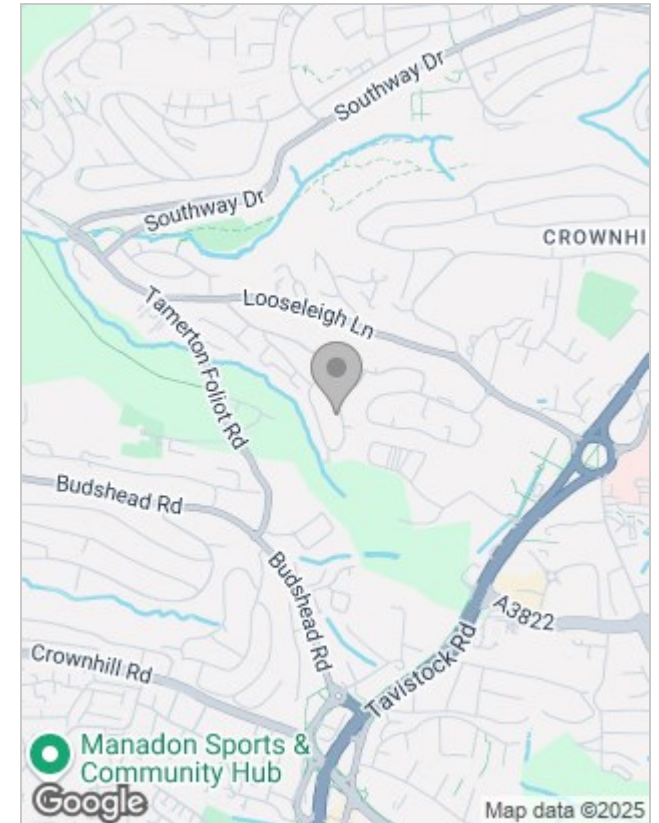 Southway Dr
Southway Dr
CROWNHI
Looseleigh Ln
Tamerton Foliot Rd
Budshead Rd
Budshead Rd
A3822
Tavistock Rd
Crownhill Rd
Manadon Sports &
Community Hub
Google
Map data ©2025